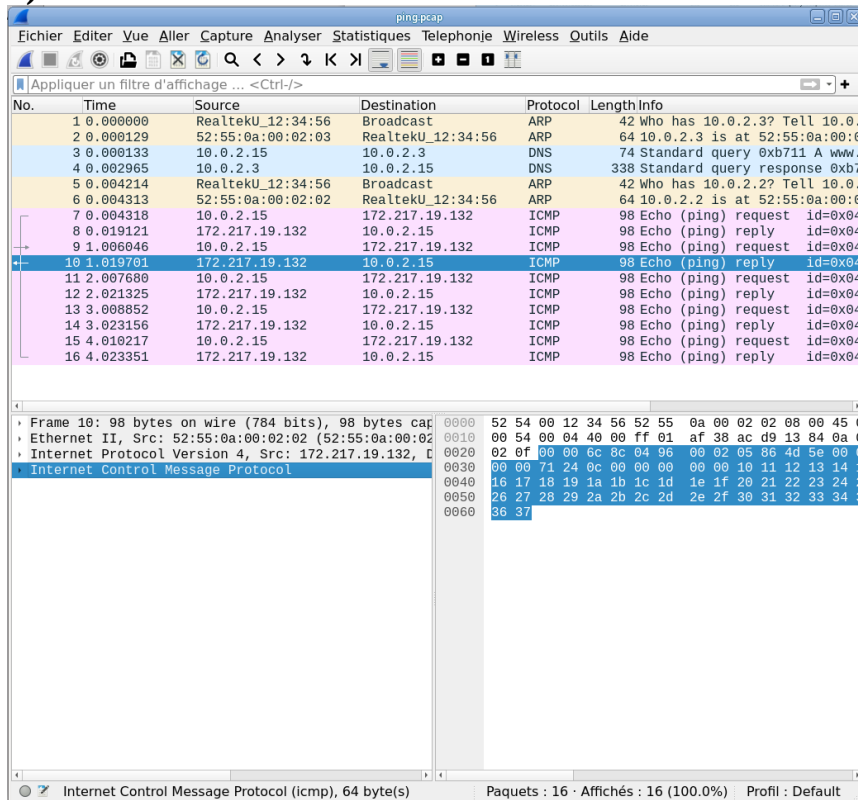 ping.pcap
Fichier Editer Vue Aller Capture Analyser Statistiques Telephonie Wireless Outils Aide
Appliquer un filtre d'affichage ... <Ctrl-/>
No. Time Source Destination Protocol Length Info
1 0.000000 RealtekU_12:34:56 Broadcast ARP 42 Who has 10.0.2.3? Tell 10.0.
2 0.000129 52:55:0a:00:02:03 RealtekU_12:34:56 ARP 64 10.0.2.3 is at 52:55:0a:00:0
3 0.000133 10.0.2.15 10.0.2.3 DNS 74 Standard query 0xb711 A www.
4 0.002965 10.0.2.3 10.0.2.15 DNS 338 Standard query response 0xb7
5 0.004214 RealtekU_12:34:56 Broadcast ARP 42 Who has 10.0.2.2? Tell 10.0.
6 0.004313 52:55:0a:00:02:02 RealtekU_12:34:56 ARP 64 10.0.2.2 is at 52:55:0a:00:0
7 0.004318 10.0.2.15 172.217.19.132 ICMP 98 Echo (ping) request id=0x04
8 0.019121 172.217.19.132 10.0.2.15 ICMP 98 Echo (ping) reply id=0x04
9 1.006046 10.0.2.15 172.217.19.132 ICMP 98 Echo (ping) request id=0x04
10 1.019701 172.217.19.132 10.0.2.15 ICMP 98 Echo (ping) reply id=0x04
11 2.007680 10.0.2.15 172.217.19.132 ICMP 98 Echo (ping) request id=0x04
12 2.021325 172.217.19.132 10.0.2.15 ICMP 98 Echo (ping) reply id=0x04
13 3.008852 10.0.2.15 172.217.19.132 ICMP 98 Echo (ping) request id=0x04
14 3.023156 172.217.19.132 10.0.2.15 ICMP 98 Echo (ping) reply id=0x04
15 4.010217 10.0.2.15 172.217.19.132 ICMP 98 Echo (ping) request id=0x04
16 4.023351 172.217.19.132 10.0.2.15 ICMP 98 Echo (ping) reply id=0x04
Frame 10: 98 bytes on wire (784 bits), 98 bytes cap
Ethernet II, Src: 52:55:0a:00:02:02 (52:55:0a:00:02
Internet Protocol Version 4, Src: 172.217.19.132, D
Internet Control Message Protocol
0000 52 54 00 12 34 56 52 55 0a 00 02 02 08 00 45 0
0010 00 54 00 04 40 00 ff 01 af 38 ac d9 13 84 0a
0020 02 0f 00 00 6c 8c 04 96 00 02 05 86 4d 5e 00
0030 00 00 71 24 0c 00 00 00 00 00 10 11 12 13 14
0040 16 17 18 19 1a 1b 1c 1d 1e 1f 20 21 22 23 24
0050 26 27 28 29 2a 2b 2c 2d 2e 2f 30 31 32 33 34
0060 36 37
Internet Control Message Protocol (icmp), 64 byte(s) Paquets : 16 · Affichés : 16 (100.0%) Profil : Default